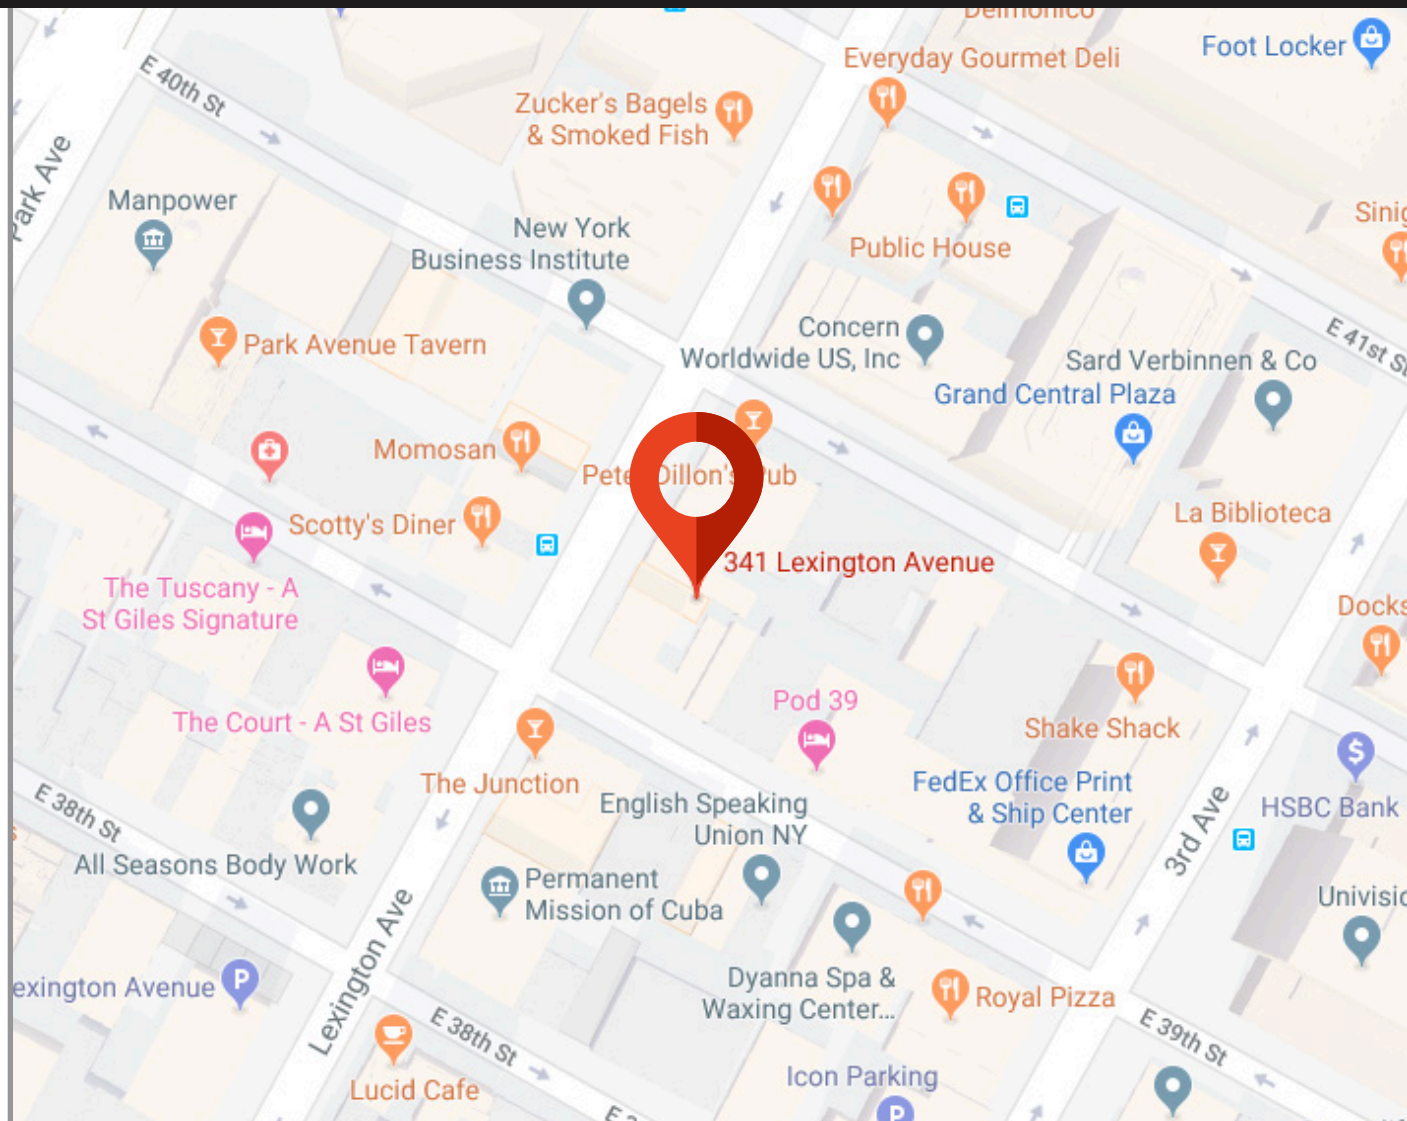 Delmonico
Everyday Gourmet Deli
Foot Locker
E 40th St
Zucker's Bagels
& Smoked Fish
Park Ave
Manpower
New York
Business Institute
Public House
Park Avenue Tavern
Concern
Worldwide US, Inc
E 41st St
Sard Verbinnen & Co
Grand Central Plaza
Momosan
Scotty's Diner
La Biblioteca
341 Lexington Avenue
The Tuscany - A
St Giles Signature
Docks
The Court - A St Giles
Pod 39
Shake Shack
The Junction
FedEx Office Print
& Ship Center
English Speaking
Union NY
3rd Ave
HSBC Bank
E 38th St
All Seasons Body Work
Permanent
Mission of Cuba
Lexington Ave
exington Avenue
Dyanna Spa &
Waxing Center...
Royal Pizza
E 38th St
E 39th St
Lucid Cafe
Icon Parking
P
P
$